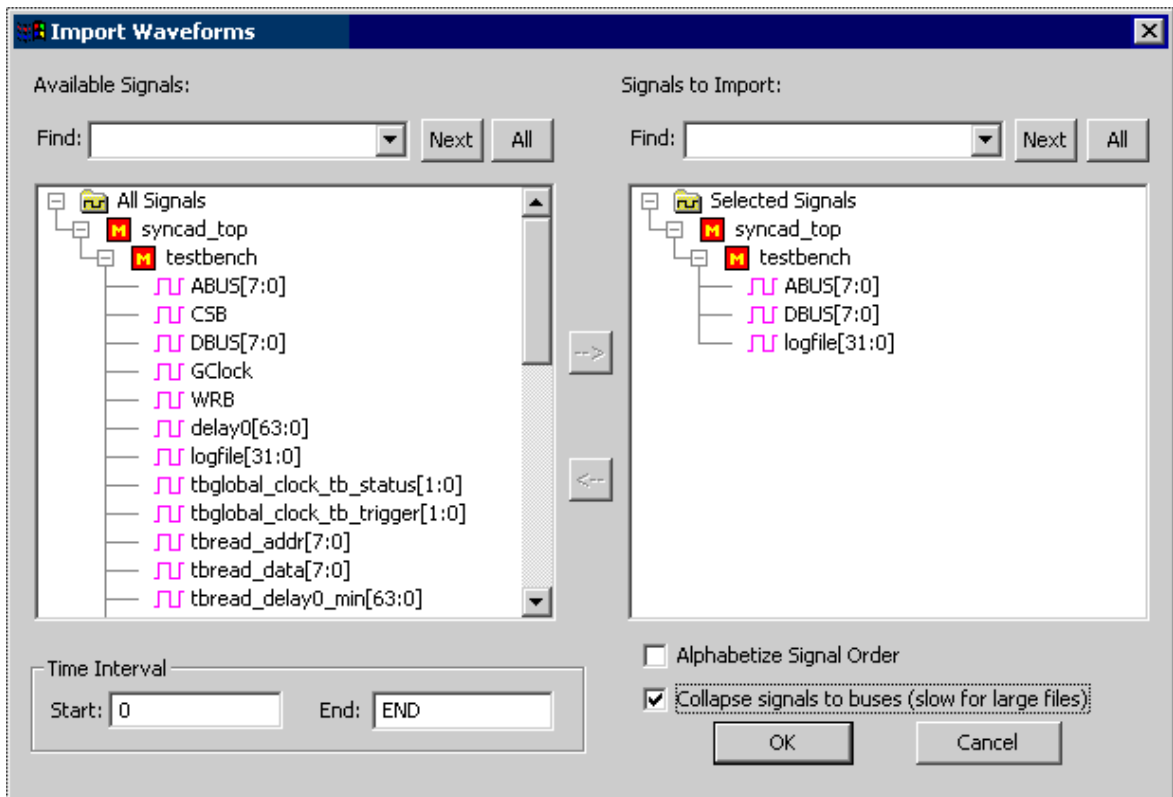 Import Waveforms
Available Signals:
Find:
Next
All
All Signals
M syncad_top
M testbench
ABUS[7:0]
CSB
DBUS[7:0]
GClock
WRB
delay0[63:0]
logfile[31:0]
tbglobal_clock_tb_status[1:0]
tbglobal_clock_tb_trigger[1:0]
tbread_addr[7:0]
tbread_data[7:0]
tbread_delay0_min[63:0]
Time Interval
Start: 0
End: END
-->
<--
Signals to Import:
Find:
Next
All
Selected Signals
M syncad_top
M testbench
ABUS[7:0]
DBUS[7:0]
logfile[31:0]
Alphabetize Signal Order
Collapse signals to buses (slow for large files)
OK
Cancel